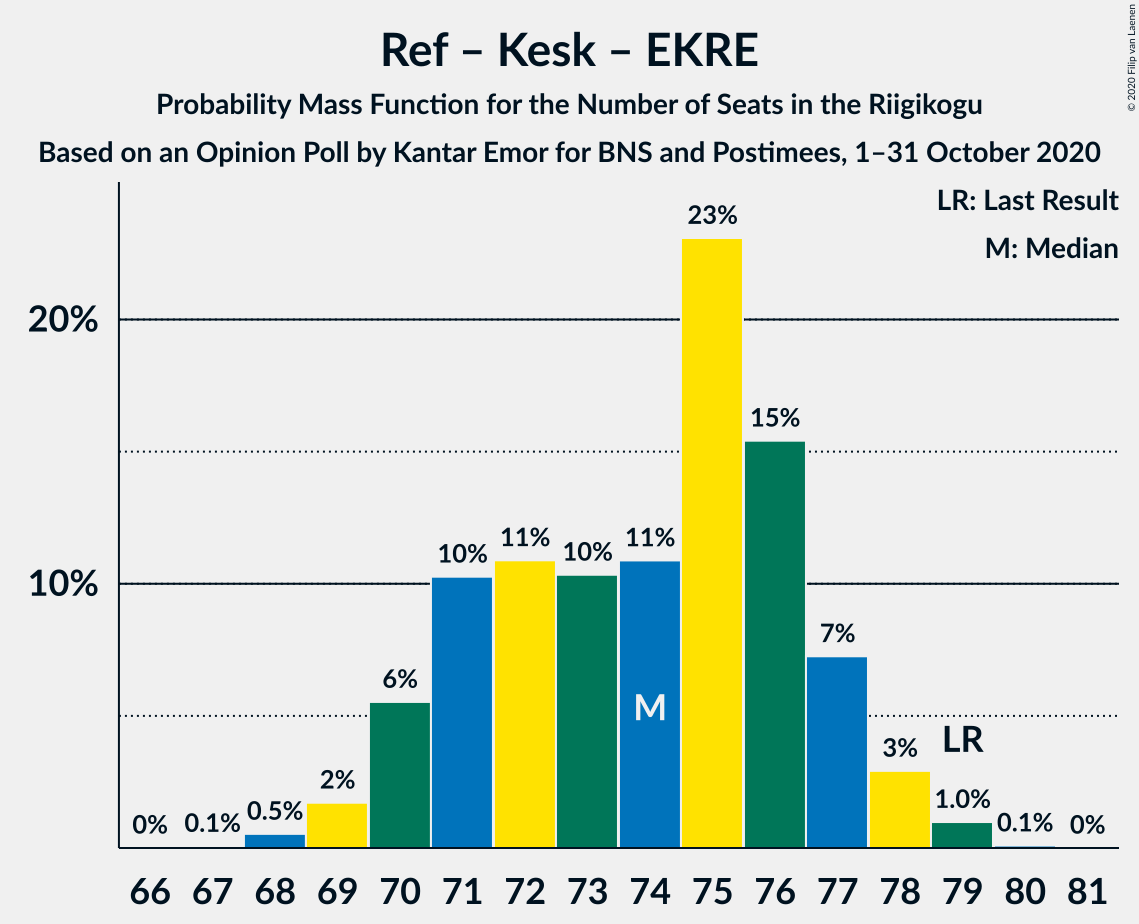 Ref – Kesk – EKRE
Probability Mass Function for the Number of Seats in the Riigikogu
Based on an Opinion Poll by Kantar Emor for BNS and Postimees, 1–31 October 2020
© 2020 Filip van Laenen
LR: Last Result
M: Median
23%
20%
15%
11% 11%
10% 10%
10%
7%
6%
M
LR
3%
2%
1.0%
0.5%
0% 0.1% 0.1% 0%
66 67 68 69 70 71 72 73 74 75 76 77 78 79 80 81